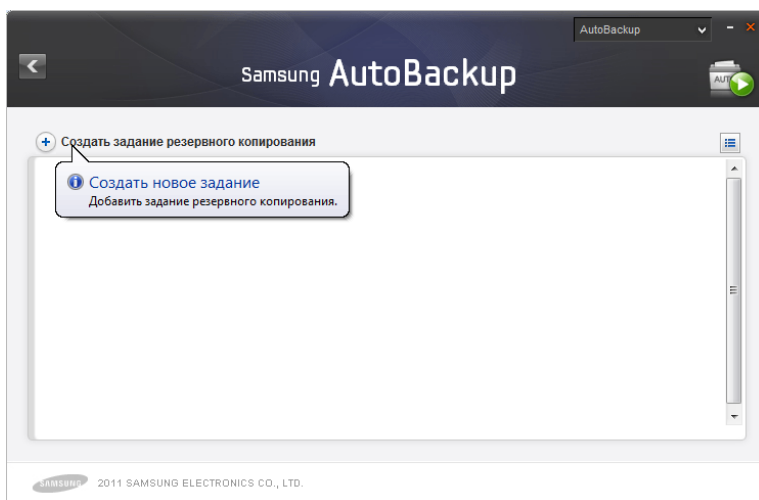 AutoBackup
Samsung AutoBackup
AUT
Создать задание резервного копирования
Создать новое задание
Добавить задание резервного копирования.
SAMSUNG 2011 SAMSUNG ELECTRONICS CO., LTD.